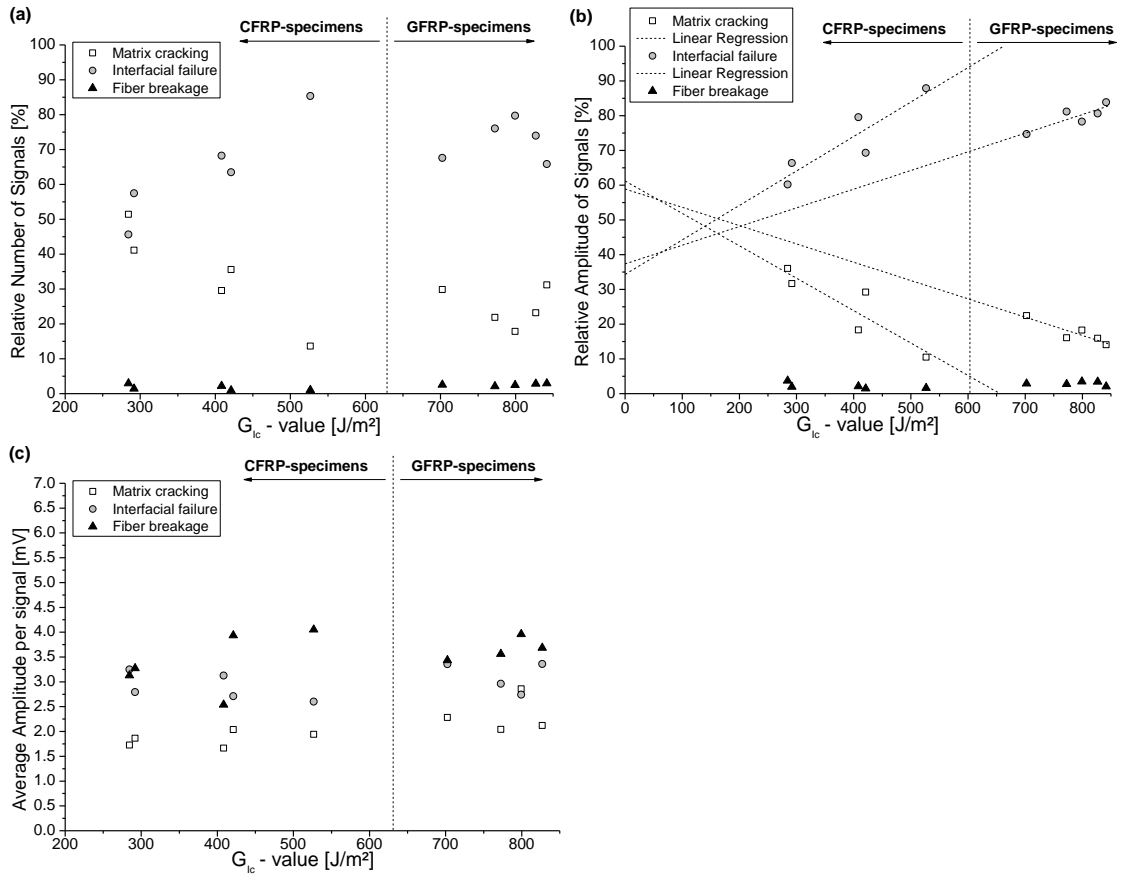 (a)
CFRP-specimens GFRP-specimens
Matrix cracking
Interfacial failure
Fiber breakage
100
90
80
70
60
50
40
30
20
10
0
Relative Number of Signals [%]
200 300 400 500 600 700 800
G_Ic - value [J/m²]
(b)
CFRP-specimens GFRP-specimens
Matrix cracking
Linear Regression
Interfacial failure
Linear Regression
Fiber breakage
100
90
80
70
60
50
40
30
20
10
0
Relative Amplitude of Signals [%]
0 300 400 500 600 700 800
G_Ic - value [J/m²]
(c)
CFRP-specimens GFRP-specimens
Matrix cracking
Interfacial failure
Fiber breakage
7.0
6.5
6.0
5.5
5.0
4.5
4.0
3.5
3.0
2.5
2.0
1.5
1.0
0.5
0.0
Average Amplitude per signal [mV]
200 300 400 500 600 700 800
G_Ic - value [J/m²]